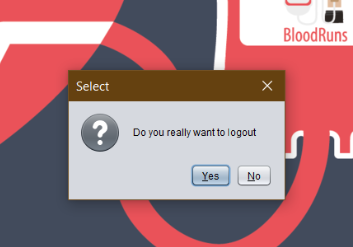 BloodRuns
Select
Do you really want to logout
Yes
No